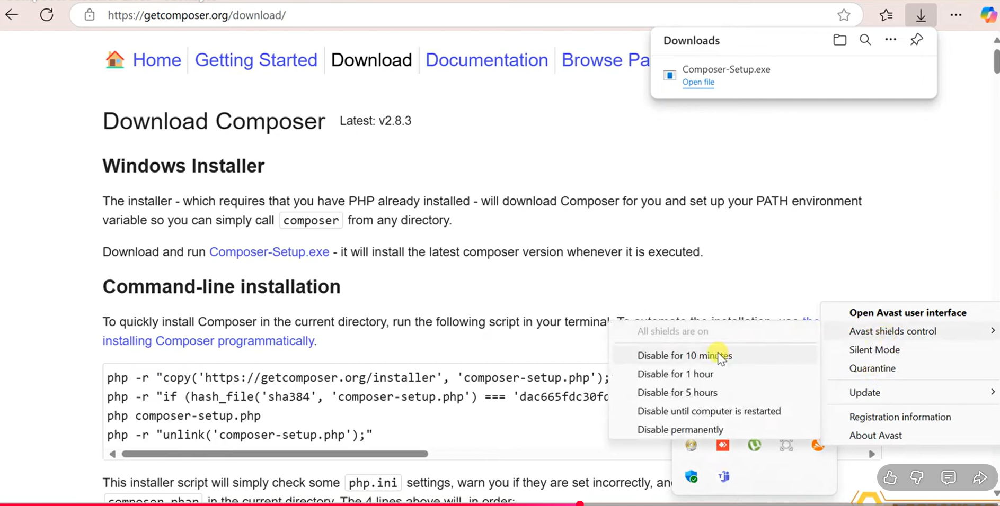 https://getcomposer.org/download/
Downloads
Composer-Setup.exe
Open file
Home
Getting Started
Download
Documentation
Browse Pa
Download Composer Latest: v2.8.3
Windows Installer
The installer - which requires that you have PHP already installed - will download Composer for you and set up your PATH environment
variable so you can simply call composer from any directory.
Download and run Composer-Setup.exe - it will install the latest composer version whenever it is executed.
Command-line installation
To quickly install Composer in the current directory, run the following script in your terminal. To automate the installation, use the
installing Composer programmatically.
php -r "copy('https://getcomposer.org/installer', 'composer-setup.php');
php -r "if (hash_file('sha384', 'composer-setup.php') === 'dac665fdc30fd
php composer-setup.php
php -r "unlink('composer-setup.php');"
This installer script will simply check some php.ini settings, warn you if they are set incorrectly, an
composer.phar in the current directory. The 4 lines above will, in order:
All shields are on
Disable for 10 minutes
Disable for 1 hour
Disable for 5 hours
Disable until computer is restarted
Disable permanently
Open Avast user interface
Avast shields control
Silent Mode
Quarantine
Update
Registration information
About Avast